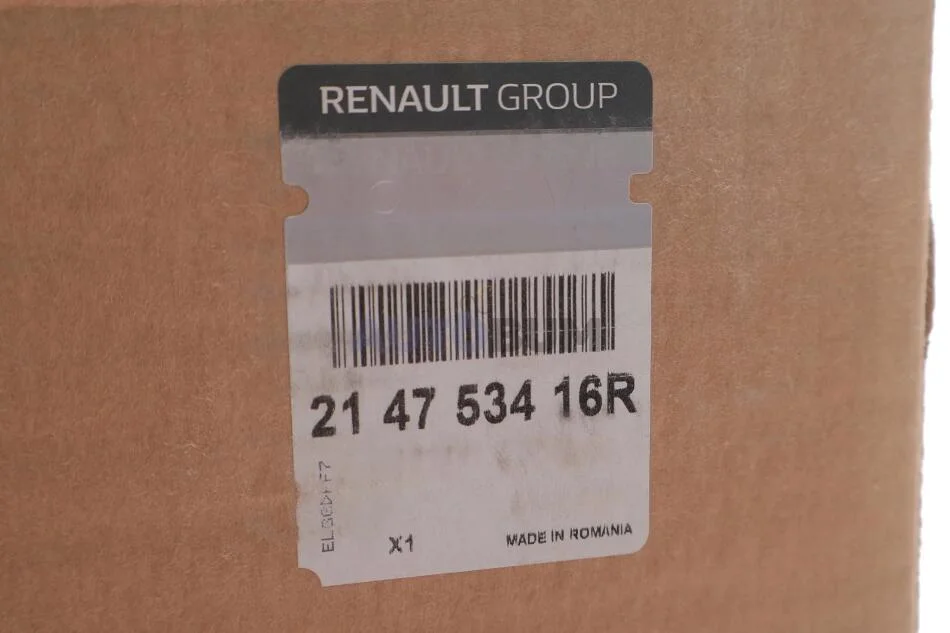 RENAULT GROUP
21 47 534 16R
X1
MADE IN ROMANIA